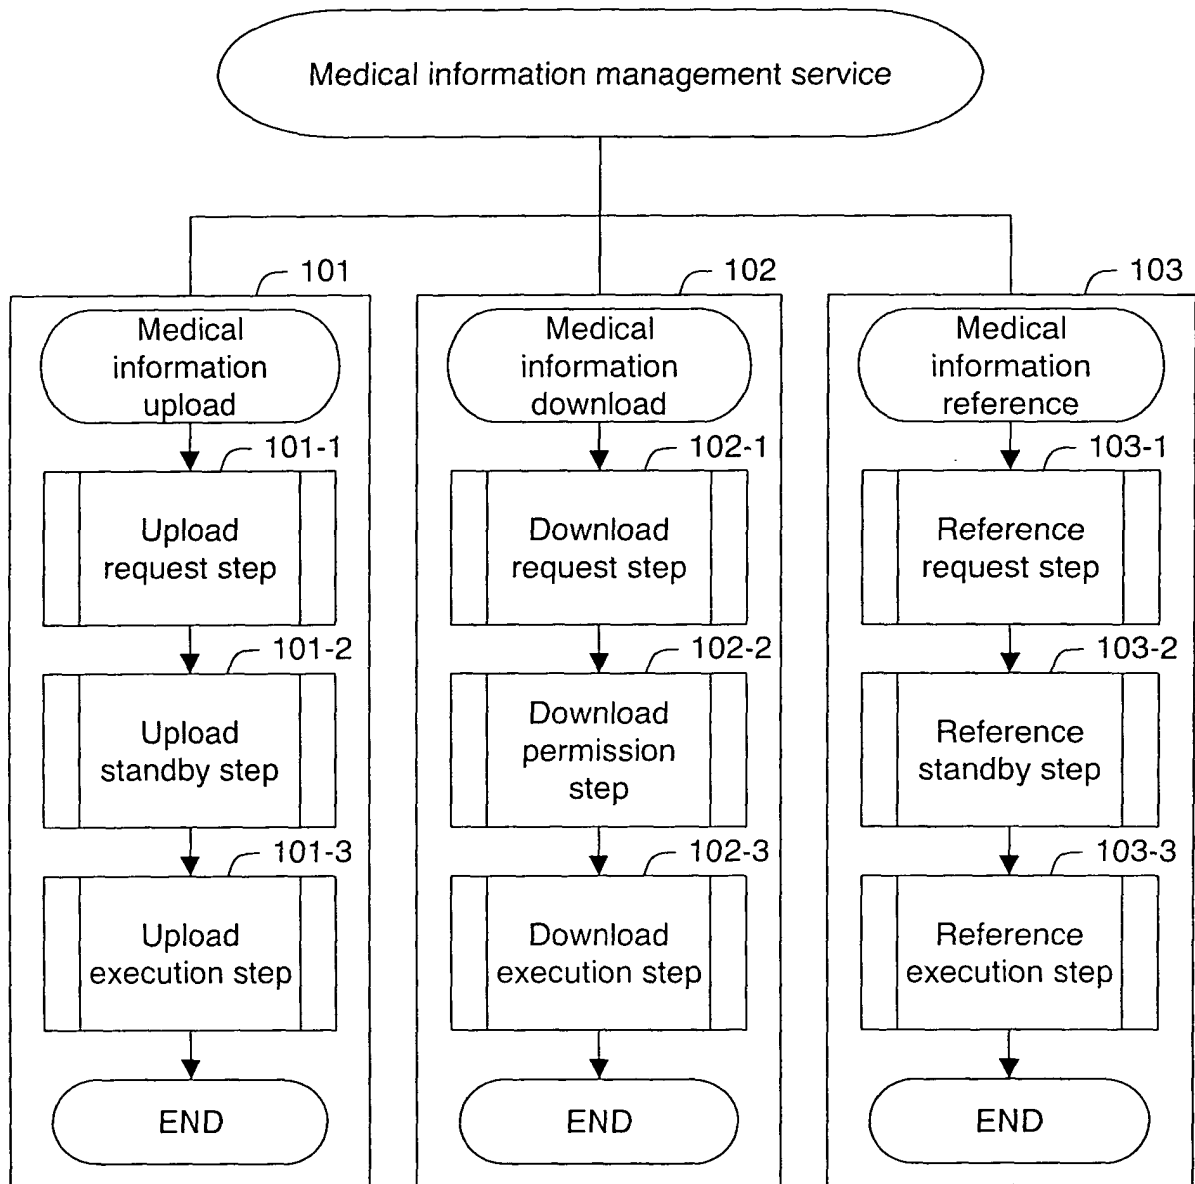 Medical information management service
101
Medical
information
upload
101-1
Upload
request step
101-2
Upload
standby step
101-3
Upload
execution step
END
102
Medical
information
download
102-1
Download
request step
102-2
Download
permission
step
102-3
Download
execution step
END
103
Medical
information
reference
103-1
Reference
request step
103-2
Reference
standby step
103-3
Reference
execution step
END